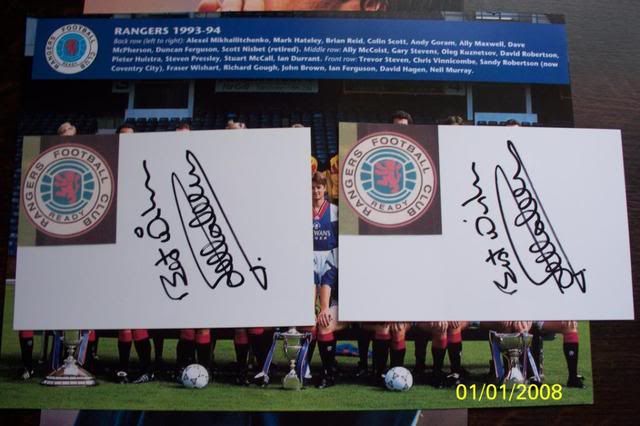 RANGERS 1993-94
Back row (left to right): Alexei Mikhailitchenko, Mark Hateley, Brian Reid, Colin Scott, Andy Goram, Ally Maxwell, Dave
McPherson, Duncan Ferguson, Scott Nisbet (retired). Middle row: Ally McCoist, Gary Stevens, Oleg Kuznetsov, David Robertson,
Pieter Huistra, Steven Pressley, Stuart McCall, Ian Durrant. Front row: Trevor Steven, Chris Vinnicombe, Sandy Robertson (now
Coventry City), Fraser Wishart, Richard Gough, John Brown, Ian Ferguson, David Hagen, Neil Murray.
RANGERS FOOTBALL CLUB
READY
Best Wishes
RANGERS FOOTBALL CLUB
READY
Best Wishes
01/01/2008